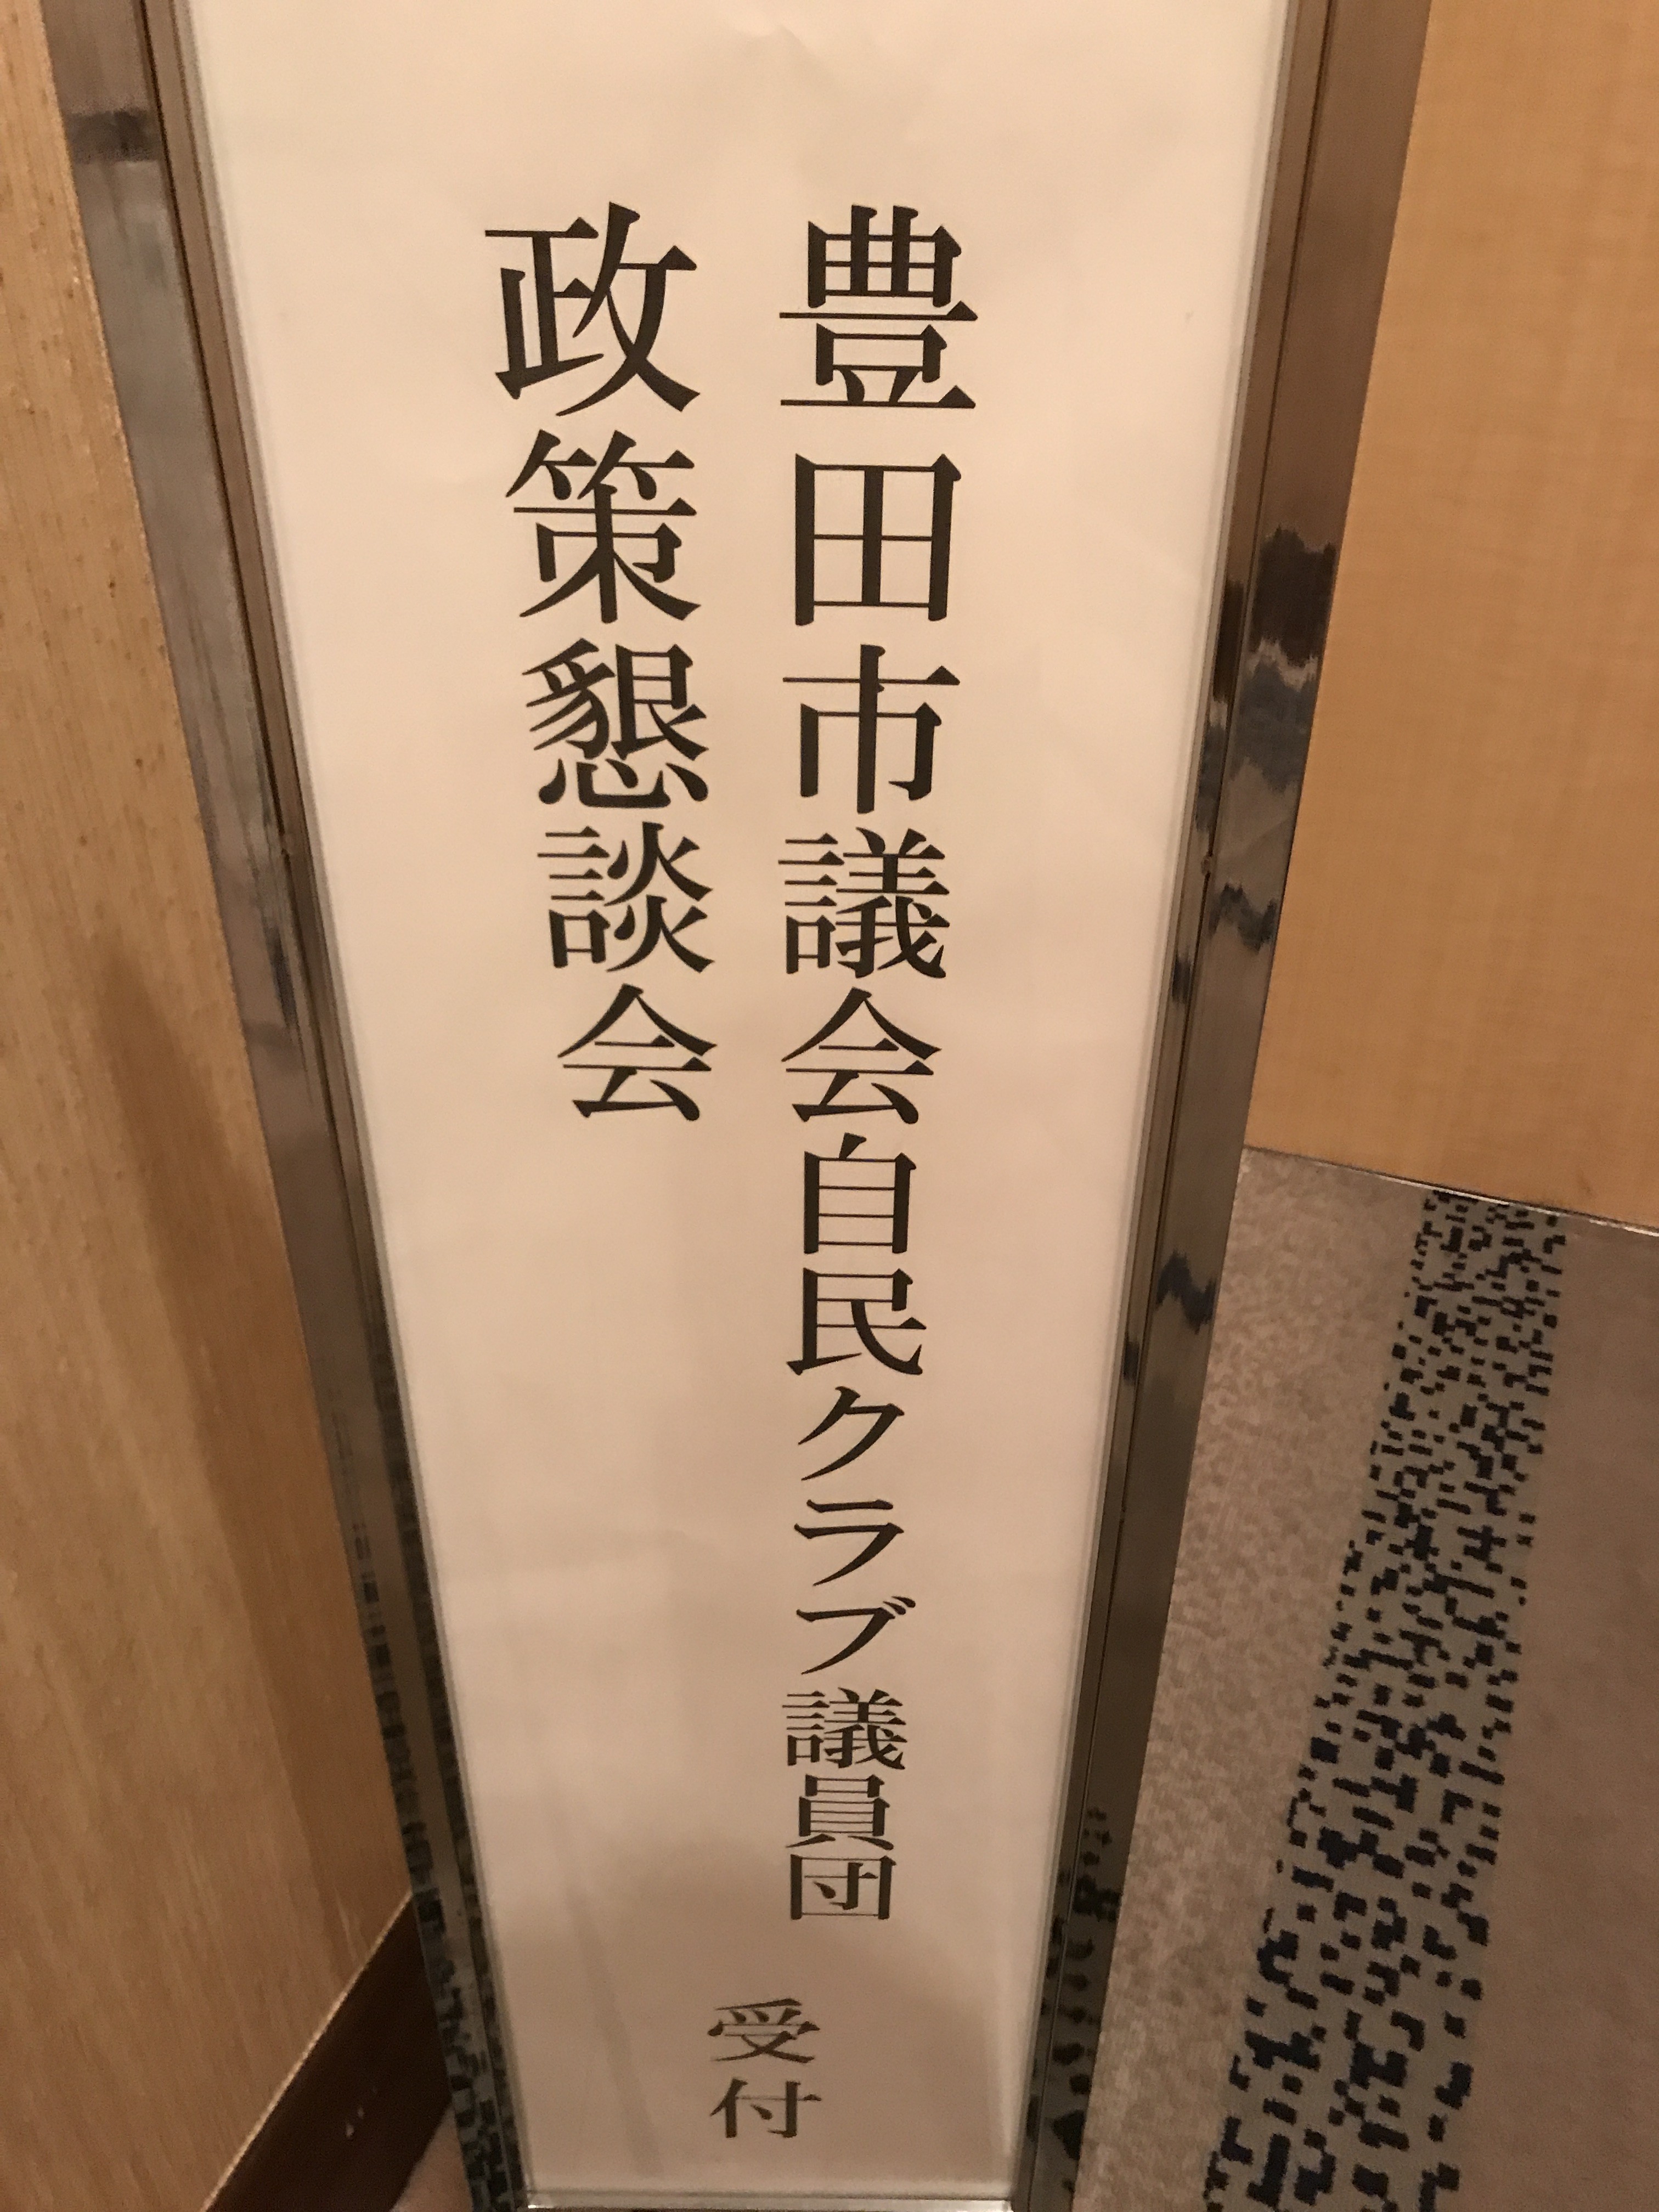 豊田市議会自民クラブ議員団
政策懇談会
受付